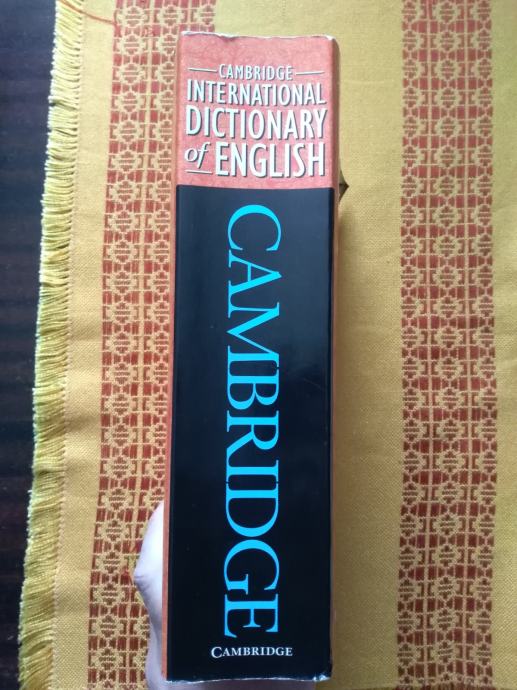 CAMBRIDGE
INTERNATIONAL
DICTIONARY
of ENGLISH
CAMBRIDGE
CAMBRIDGE